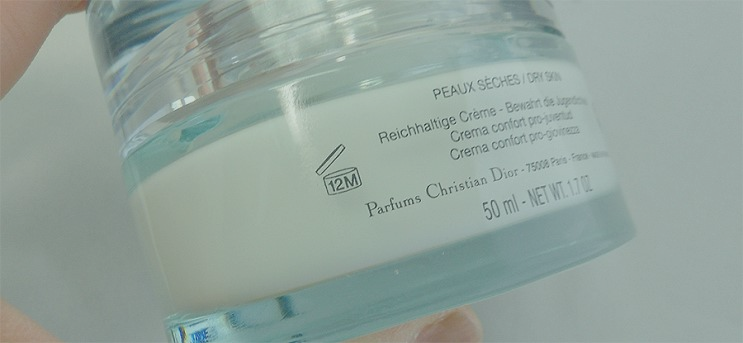 PEAUX SÈCHES / DRY SKIN
Reichhaltige Crème - Bewahrt die
Crema confort pro-juventud
Crema confort pro-giovinezza
12M
Parfums Christian Dior - 75008 Paris - France -
50 ml - NET WT. 1.7 OZ